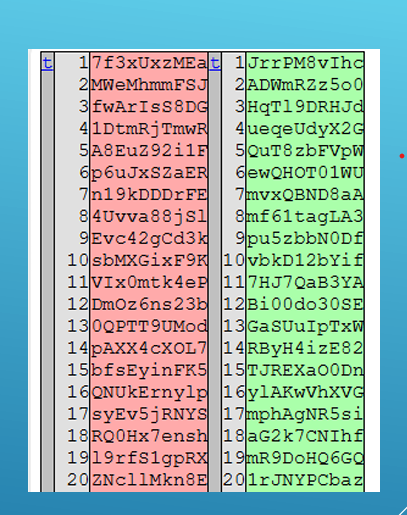 t 1 7f3xUxzMEa t 1 JrrPM8vIhc
2 MWeMhmmFSJ 2 ADWmRZz5o0
3 fwArIsS8DG 3 HqTl9DRHJd
4 1DtmRjTmwR 4 ueqeUdyX2G
5 A8EuZ92i1F 5 QuT8zbFVpW
6 p6uJxSZaER 6 ewQHOT01WU
7 n19kDDDrFE 7 mvxQBND8aA
8 4Uvva88jSl 8 mf61tagLA3
9 Evc42gCd3k 9 pu5zbbN0Df
10 sbMXGixF9K 10 vbkD12bYif
11 VIx0mtk4eP 11 7HJ7QaB3YA
12 DmOz6ns23b 12 Bi00do30SE
13 0QPTT9UMod 13 GaSUuIpTxW
14 pAXX4cXOL7 14 RByH4izE82
15 bfsEyinFK5 15 TJREXaO0Dn
16 QNUkErnylp 16 ylAKwVhXVG
17 syEv5jRNYS 17 mphAgNR5si
18 RQ0Hx7ensh 18 aG2k7CNIhf
19 l9rfS1gpRX 19 mR9DoHQ6GQ
20 ZNcllMkn8E 20 1rJNYPCbaz